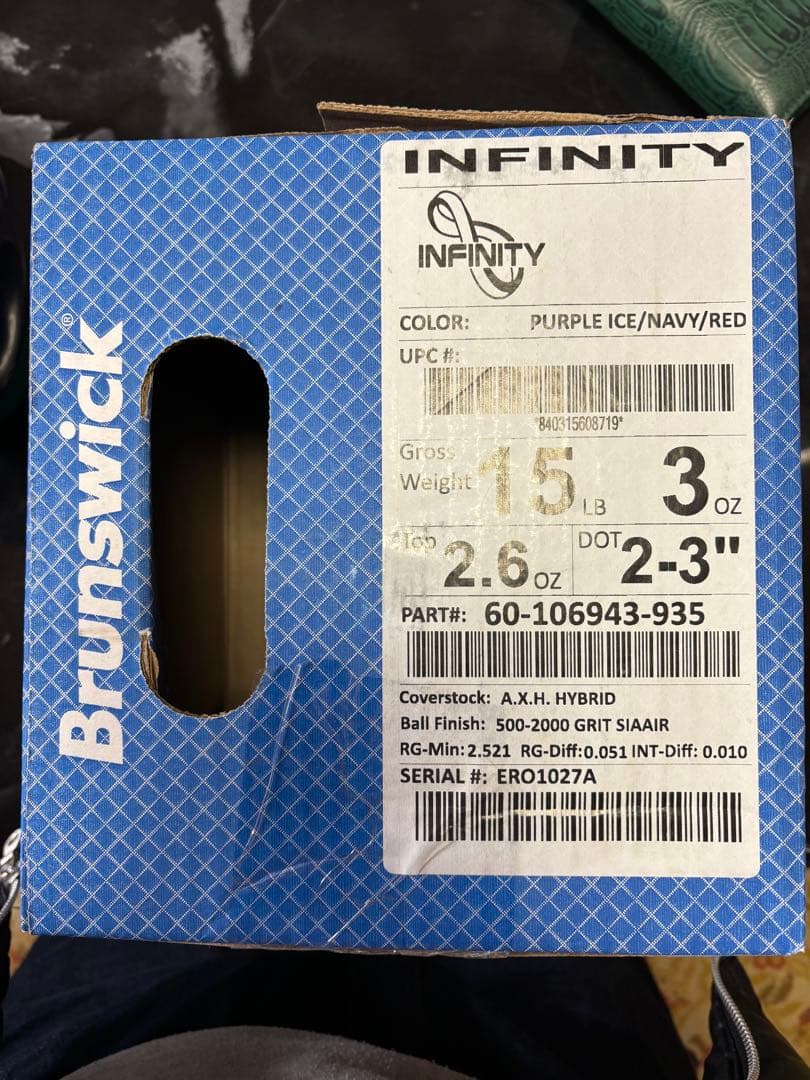 Brunswick®
INFINITY
INFINITY
COLOR: PURPLE ICE/NAVY/RED
UPC #:
*840315608719*
Gross
Weight 15 LB 3 OZ
Top 2.6 OZ DOT 2-3"
PART#: 60-106943-935
Coverstock: A.X.H. HYBRID
Ball Finish: 500-2000 GRIT SIAAIR
RG-Min: 2.521 RG-Diff: 0.051 INT-Diff: 0.010
SERIAL #: ERO1027A